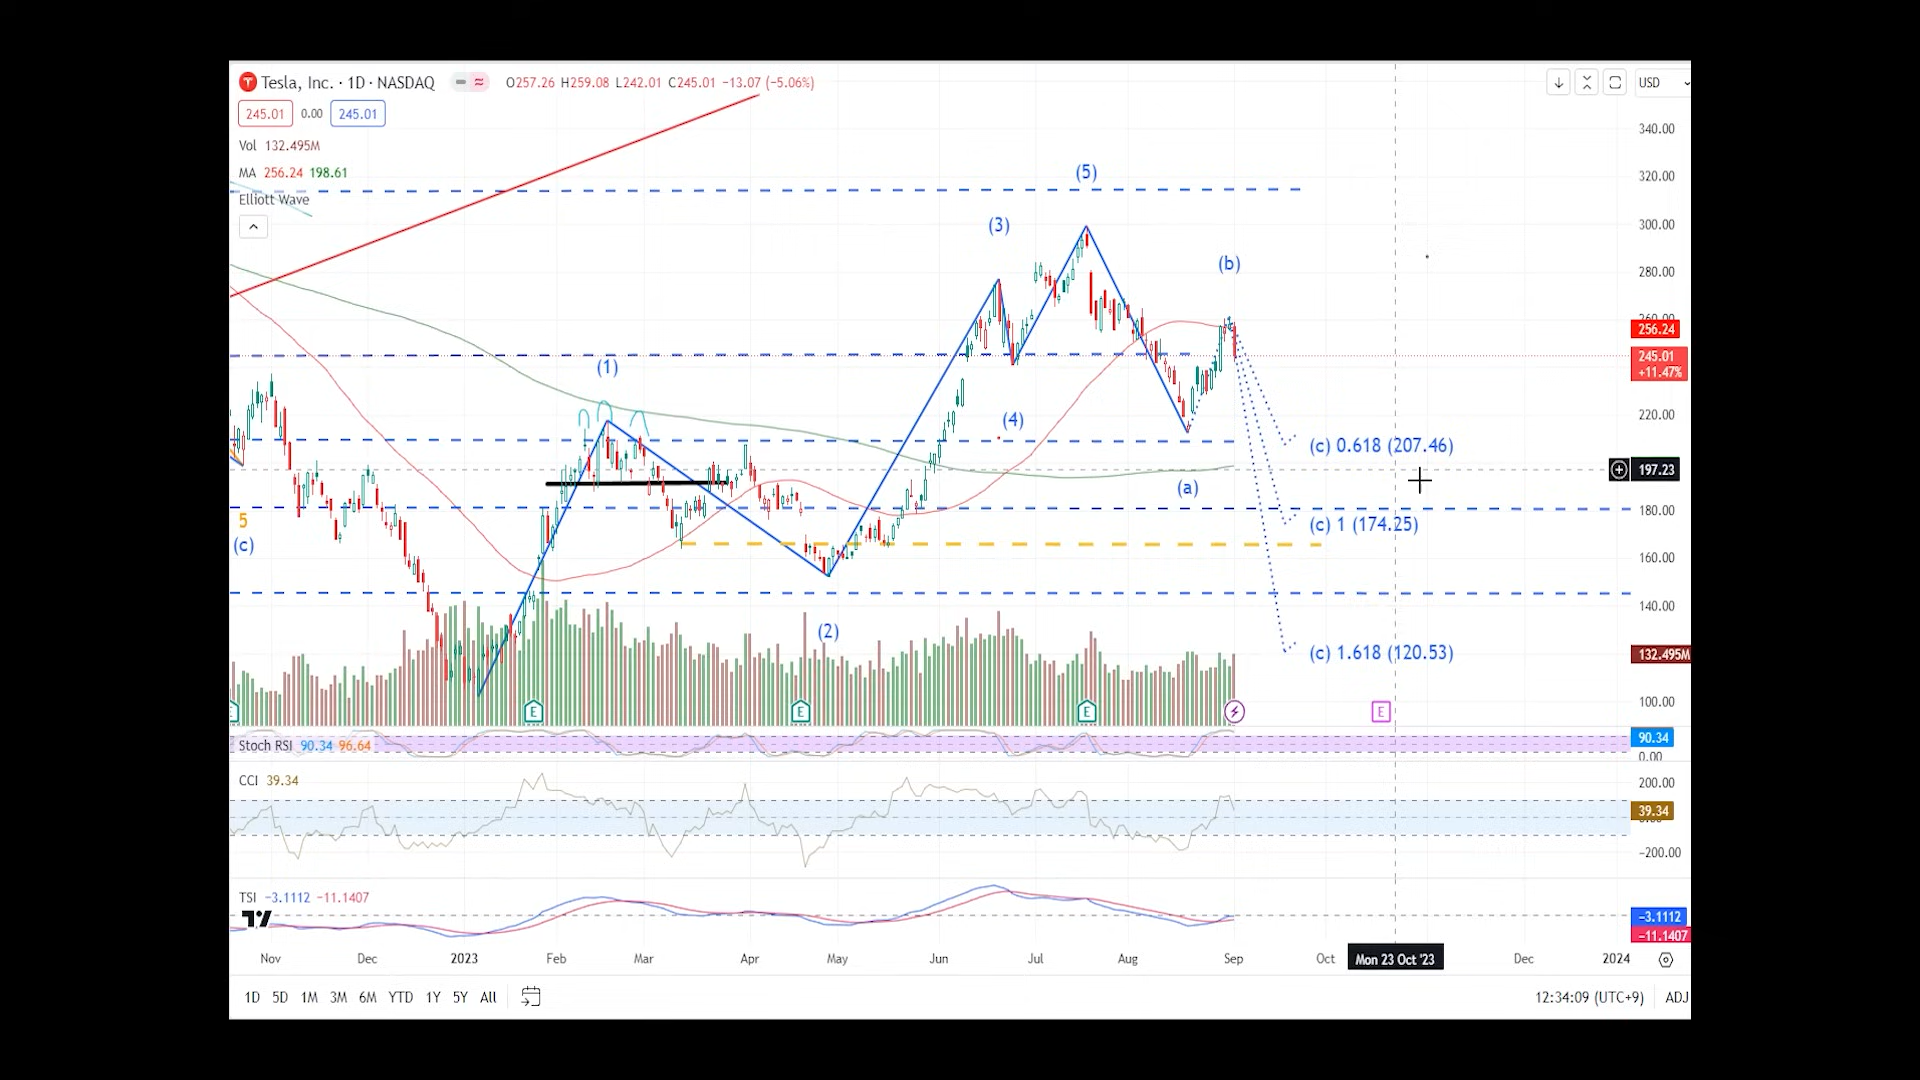 Tesla, Inc. · 1D · NASDAQ O257.26 H259.08 L242.01 C245.01 −13.07 (−5.06%) USD
245.01 0.00 245.01
Vol 132.495M
MA 256.24 198.61
Elliott Wave
340.00
320.00
300.00
280.00
260.00
256.24
245.01
+11.47%
220.00
197.23
180.00
160.00
140.00
132.495M
100.00
(5)
(3)
(b)
(1)
(4)
(c) 0.618 (207.46)
(a)
5
(c)
(c) 1 (174.25)
(2)
(c) 1.618 (120.53)
E E E E E
Stoch RSI 90.34 96.64
90.34
0.00
CCI 39.34
200.00
39.34
−200.00
TSI −3.1112 −11.1407
−3.1112
−11.1407
Nov Dec 2023 Feb Mar Apr May Jun Jul Aug Sep Oct Mon 23 Oct '23 Dec 2024
1D 5D 1M 3M 6M YTD 1Y 5Y All 12:34:09 (UTC+9) ADJ